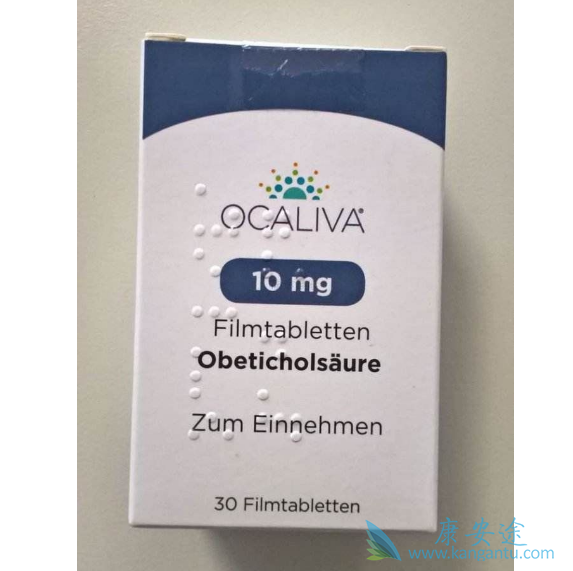 OCALIVA®
10 mg
Filmtabletten
Obeticholsäure
Zum Einnehmen
30 Filmtabletten
康安途
www.kangantu.com